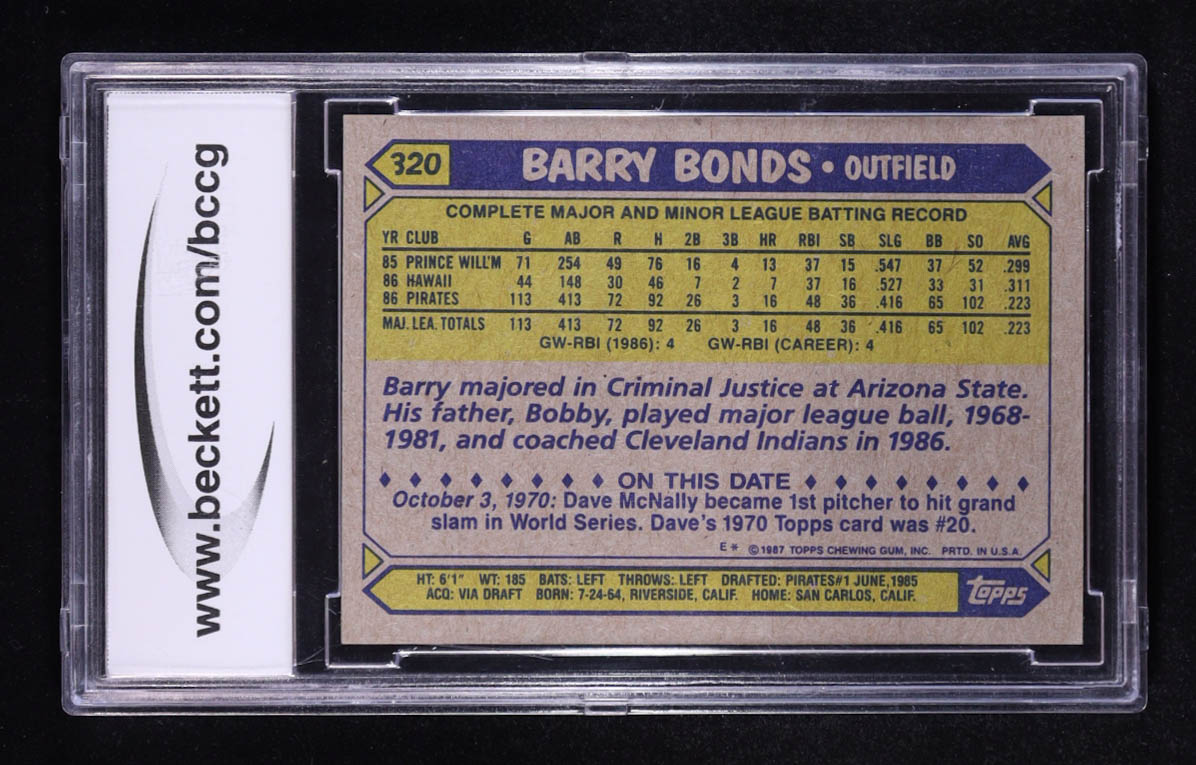 www.beckett.com/bccg
320 BARRY BONDS • OUTFIELD
COMPLETE MAJOR AND MINOR LEAGUE BATTING RECORD
YR CLUB G AB R H 2B 3B HR RBI SB SLG BB SO AVG
85 PRINCE WILL'M 71 254 49 76 16 4 13 37 15 .547 37 52 .299
86 HAWAII 44 148 30 46 7 2 7 37 16 .527 33 31 .311
86 PIRATES 113 413 72 92 26 3 16 48 36 .416 65 102 .223
MAJ. LEA. TOTALS 113 413 72 92 26 3 16 48 36 .416 65 102 .223
GW-RBI (1986): 4 GW-RBI (CAREER): 4
Barry majored in Criminal Justice at Arizona State.
His father, Bobby, played major league ball, 1968-
1981, and coached Cleveland Indians in 1986.
♦ ♦ ♦ ♦ ♦ ♦ ♦ ♦ ON THIS DATE ♦ ♦ ♦ ♦ ♦ ♦ ♦ ♦
October 3, 1970: Dave McNally became 1st pitcher to hit grand
slam in World Series. Dave's 1970 Topps card was #20.
E* ©1987 TOPPS CHEWING GUM, INC. PRTD. IN U.S.A.
HT: 6'1" WT: 185 BATS: LEFT THROWS: LEFT DRAFTED: PIRATES#1 JUNE,1985
ACQ: VIA DRAFT BORN: 7-24-64, RIVERSIDE, CALIF. HOME: SAN CARLOS, CALIF.
topps